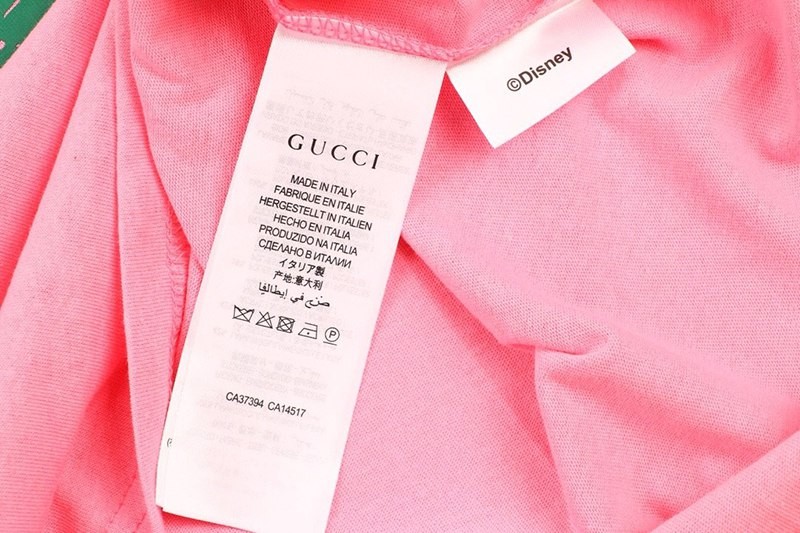 GUCCI
MADE IN ITALY
FABRIQUE EN ITALIE
HERGESTELLT IN ITALIEN
HECHO EN ITALIA
PRODUZIDO NA ITALIA
СДЕЛАНО В ИТАЛИИ
イタリア製
产地:意大利
صنع في إيطاليا
P
CA37394 CA14517
©Disney